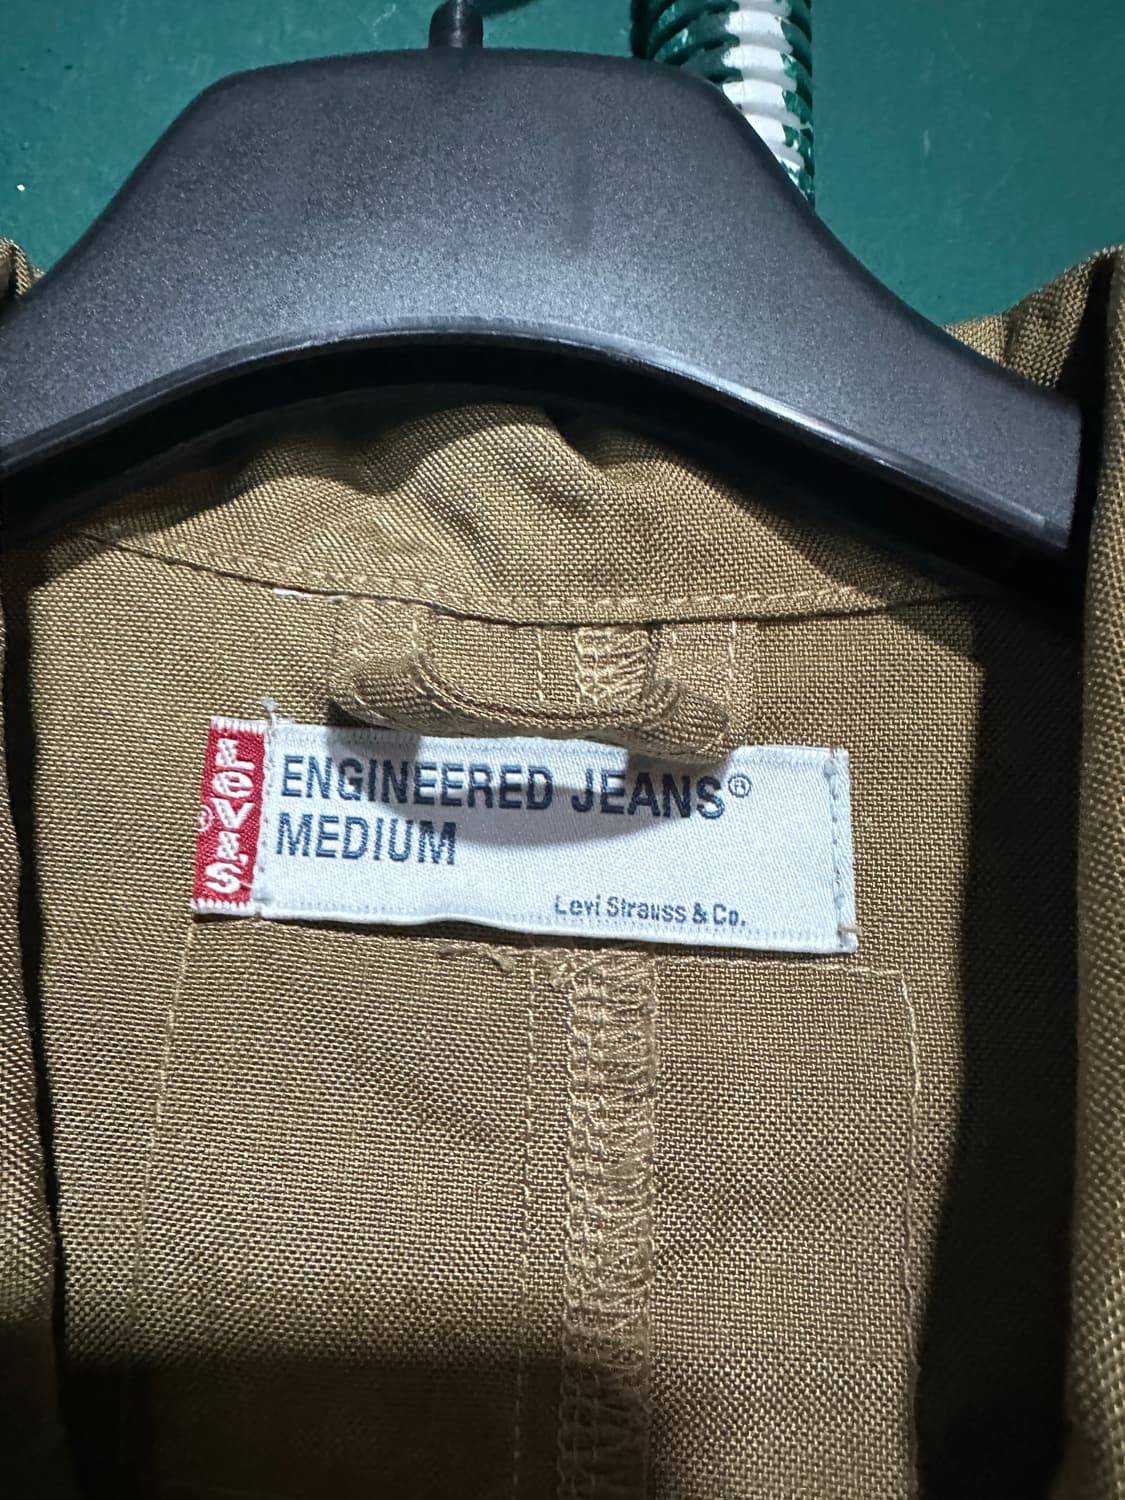 LEVI'S
®
ENGINEERED JEANS®
MEDIUM
Levi Strauss & Co.